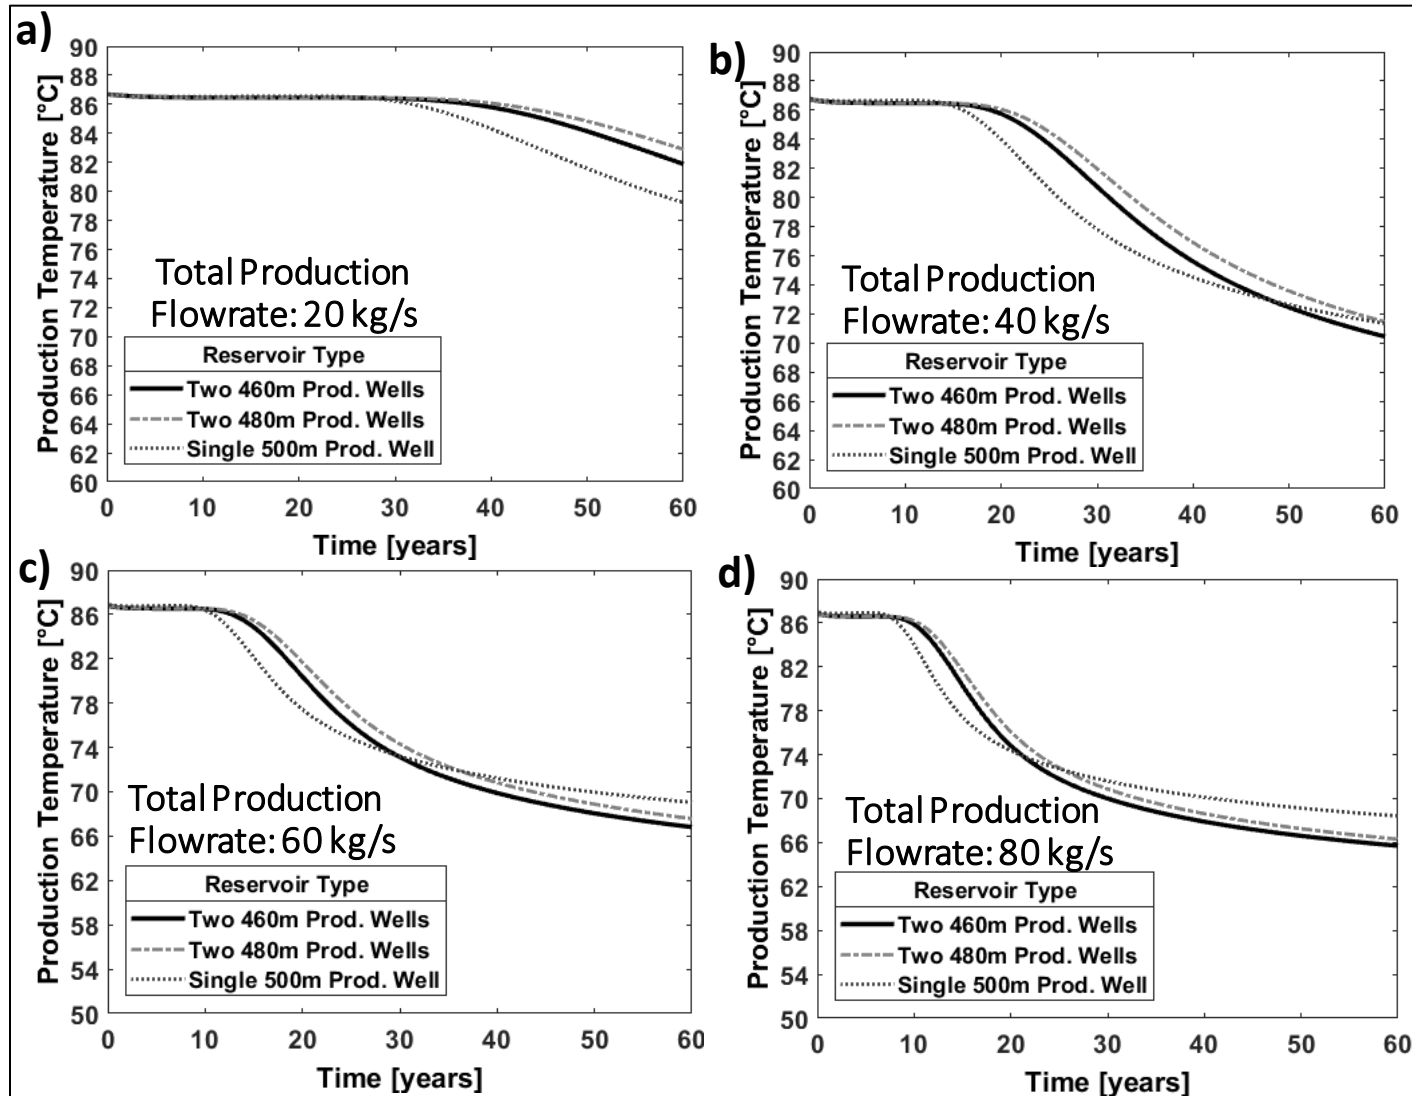 a)
90
88
86
84
82
80
78
76
74
72
70
68
66
64
62
60
Production Temperature [°C]
Total Production
Flowrate: 20 kg/s
Reservoir Type
Two 460m Prod. Wells
Two 480m Prod. Wells
Single 500m Prod. Well
0 10 20 30 40 50 60
Time [years]
b)
90
88
86
84
82
80
78
76
74
72
70
68
66
64
62
60
Production Temperature [°C]
Total Production
Flowrate: 40 kg/s
Reservoir Type
Two 460m Prod. Wells
Two 480m Prod. Wells
Single 500m Prod. Well
0 10 20 30 40 50 60
Time [years]
c)
90
86
82
78
74
70
66
62
58
54
50
Production Temperature [°C]
Total Production
Flowrate: 60 kg/s
Reservoir Type
Two 460m Prod. Wells
Two 480m Prod. Wells
Single 500m Prod. Well
0 10 20 30 40 50 60
Time [years]
d)
90
86
82
78
74
70
66
62
58
54
50
Production Temperature [°C]
Total Production
Flowrate: 80 kg/s
Reservoir Type
Two 460m Prod. Wells
Two 480m Prod. Wells
Single 500m Prod. Well
0 10 20 30 40 50 60
Time [years]